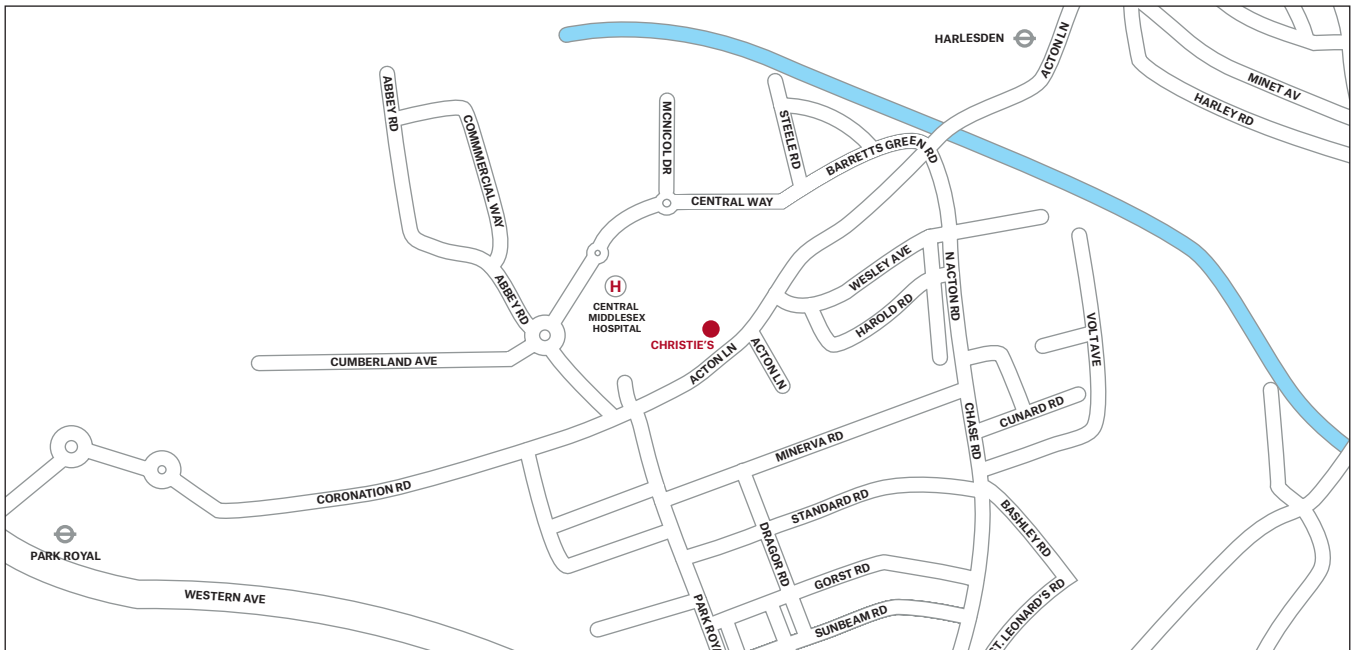 HARLESDEN
ACTON LN
MINET AV
HARLEY RD
ABBEY RD
COMMMERCIAL WAY
MCNICOL DR
STEELE RD
BARRETTS GREEN RD
CENTRAL WAY
ABBEY RD
H
CENTRAL
MIDDLESEX
HOSPITAL
CHRISTIE'S
WESLEY AVE
HAROLD RD
N ACTON RD
VOLT AVE
CUMBERLAND AVE
ACTON LN
ACTON LN
CUNARD RD
CHASE RD
MINERVA RD
CORONATION RD
STANDARD RD
BASHLEY RD
DRAGOR RD
PARK ROYAL
GORST RD
WESTERN AVE
PARK ROYA
SUNBEAM RD
ST. LEONARD'S RD